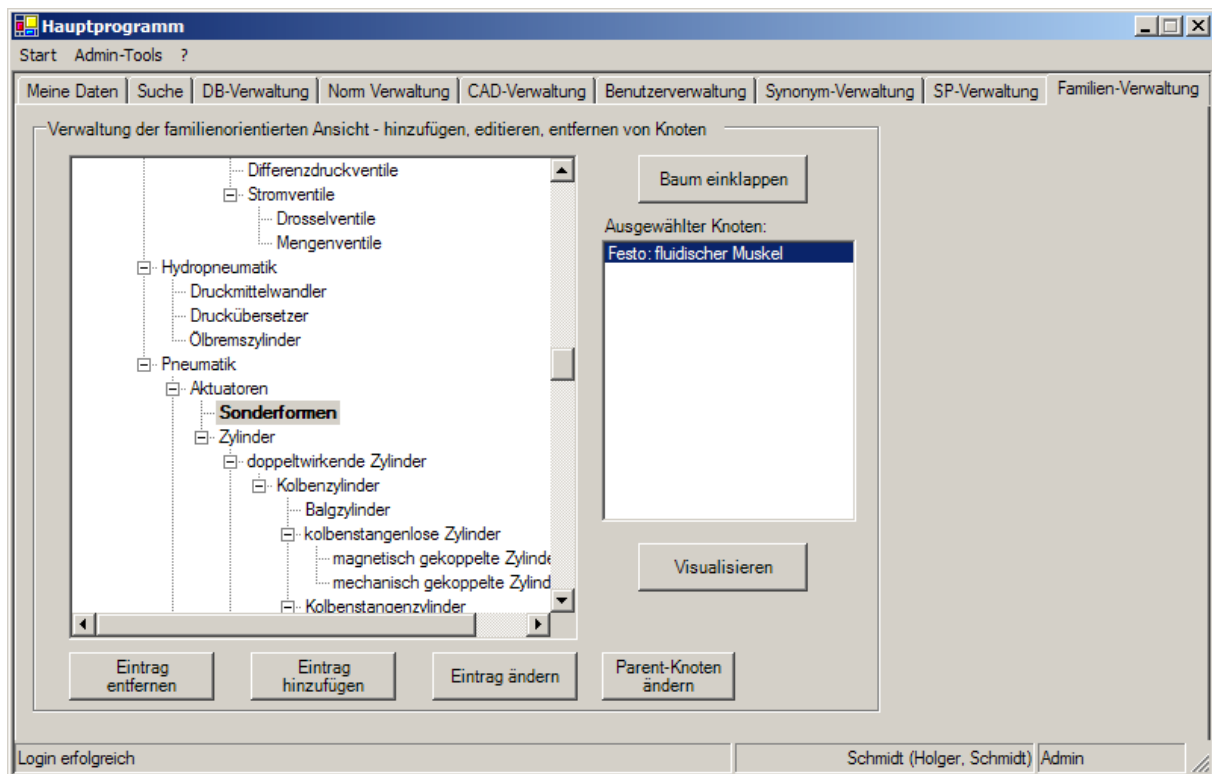 Hauptprogramm
Start Admin-Tools ?
Meine Daten Suche DB-Verwaltung Norm Verwaltung CAD-Verwaltung Benutzerverwaltung Synonym-Verwaltung SP-Verwaltung Familien-Verwaltung
Verwaltung der familienorientierten Ansicht - hinzufügen, editieren, entfernen von Knoten
Differenzdruckventile
Stromventile
Drosselventile
Mengenventile
Hydropneumatik
Druckmittelwandler
Druckübersetzer
Ölbremszylinder
Pneumatik
Aktuatoren
Sonderformen
Zylinder
doppeltwirkende Zylinder
Kolbenzylinder
Balgzylinder
kolbenstangenlose Zylinder
magnetisch gekoppelte Zylinde
mechanisch gekoppelte Zylind
Kolbenstangenzylinder
Baum einklappen
Ausgewählter Knoten:
Festo: fluidischer Muskel
Visualisieren
Eintrag
entfernen
Eintrag
hinzufügen
Eintrag ändern
Parent-Knoten
ändern
Login erfolgreich
Schmidt (Holger, Schmidt)
Admin